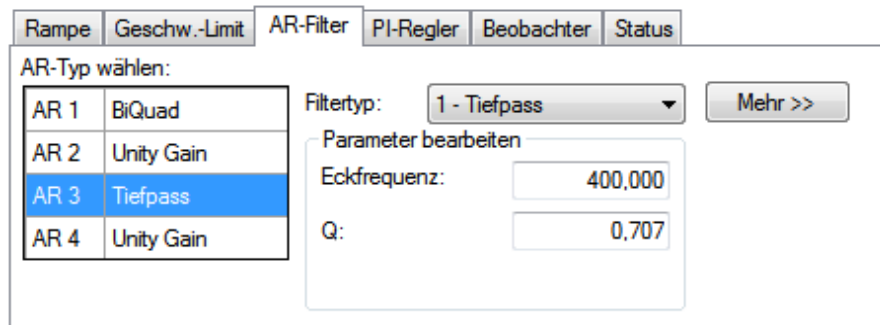 Rampe Geschw.-Limit AR-Filter PI-Regler Beobachter Status
AR-Typ wählen:
AR 1 BiQuad
AR 2 Unity Gain
AR 3 Tiefpass
AR 4 Unity Gain
Filtertyp: 1 - Tiefpass Mehr >>
Parameter bearbeiten
Eckfrequenz: 400,000
Q: 0,707